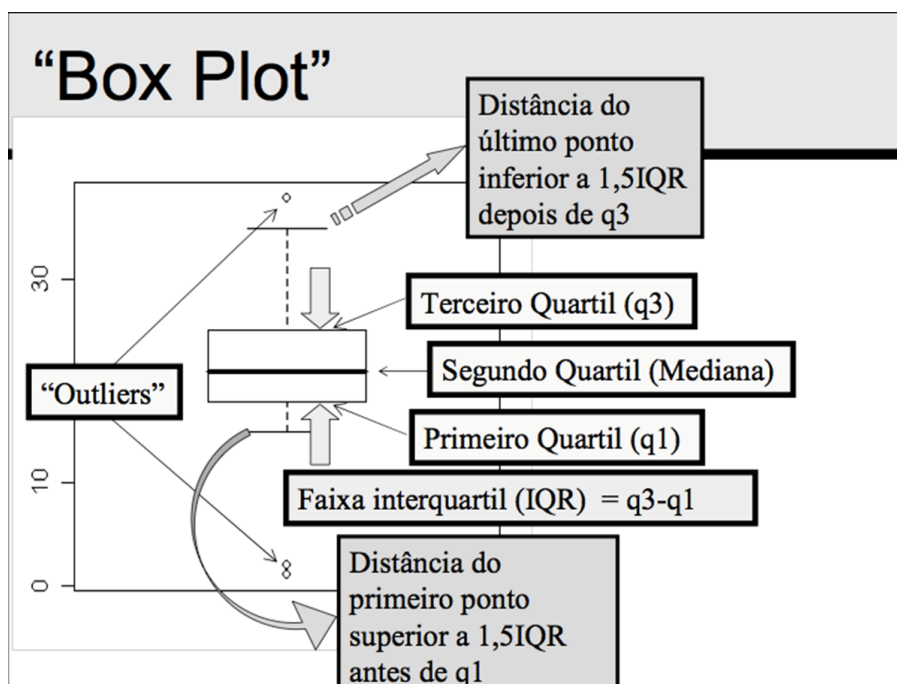 “Box Plot”
Distância do
último ponto
inferior a 1,5IQR
depois de q3
30
Terceiro Quartil (q3)
Segundo Quartil (Mediana)
“Outliers”
Primeiro Quartil (q1)
10
Faixa interquartil (IQR) = q3-q1
0
Distância do
primeiro ponto
superior a 1,5IQR
antes de q1